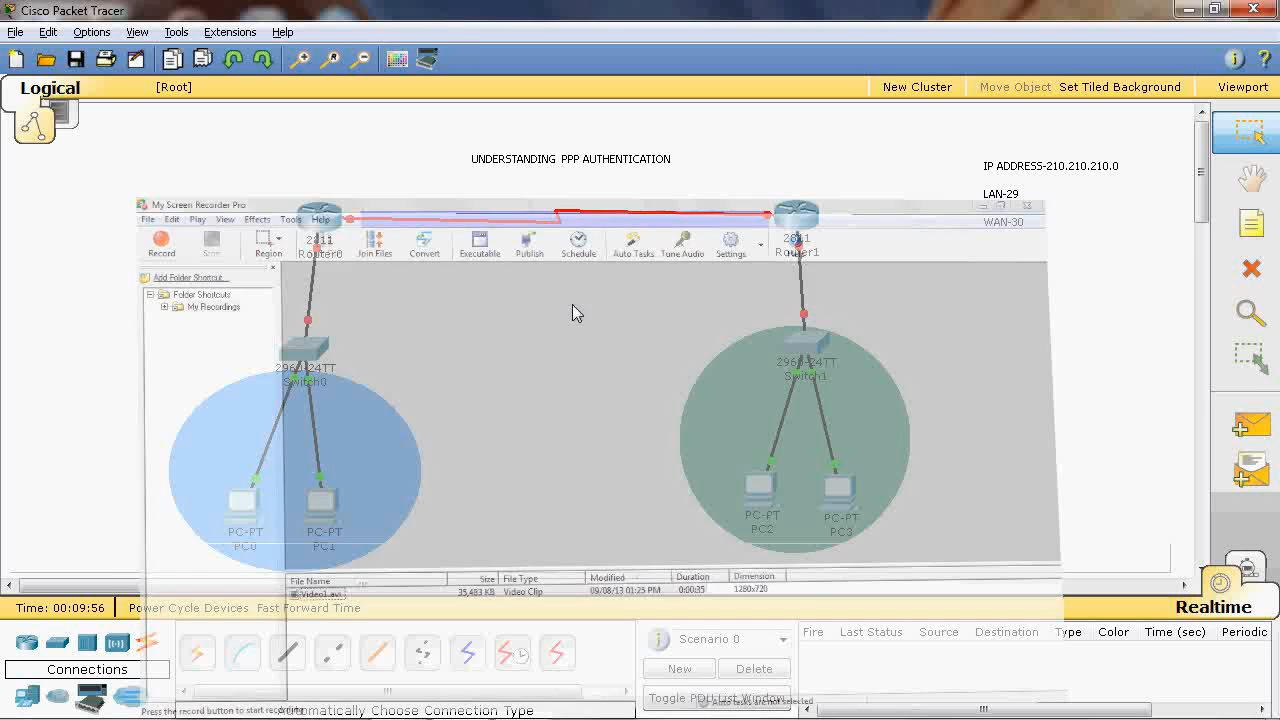 Cisco Packet Tracer
File Edit Options View Tools Extensions Help
Logical
[Root]
New Cluster
Move Object
Set Tiled Background
Viewport
UNDERSTANDING PPP AUTHENTICATION
IP ADDRESS-210.210.210.0
LAN-29
WAN-30
My Screen Recorder Pro
File Edit Play View Effects Tools Help
Record
Region
Join Files
Convert
Executable
Publish
Schedule
Auto Tasks
Tune Audio
Settings
2811
Router0
2811
Router1
Add Folder Shortcut...
Folder Shortcuts
My Recordings
2960-24TT
Switch0
2960-24TT
Switch1
PC-PT
PC0
PC-PT
PC1
PC-PT
PC2
PC-PT
PC3
File Name Size File Type Modified Duration Dimension
Video1.avi 35,483 KB Video Clip 09/08/13 01:25 PM 0:00:35 1280x720
Time: 00:09:56
Power Cycle Devices Fast Forward Time
Realtime
Connections
Scenario 0
New
Delete
Toggle PDU List Window
Fire Last Status Source Destination Type Color Time (sec) Periodic
Auto tasks are not selected
Press the record button to start recording
Automatically Choose Connection Type